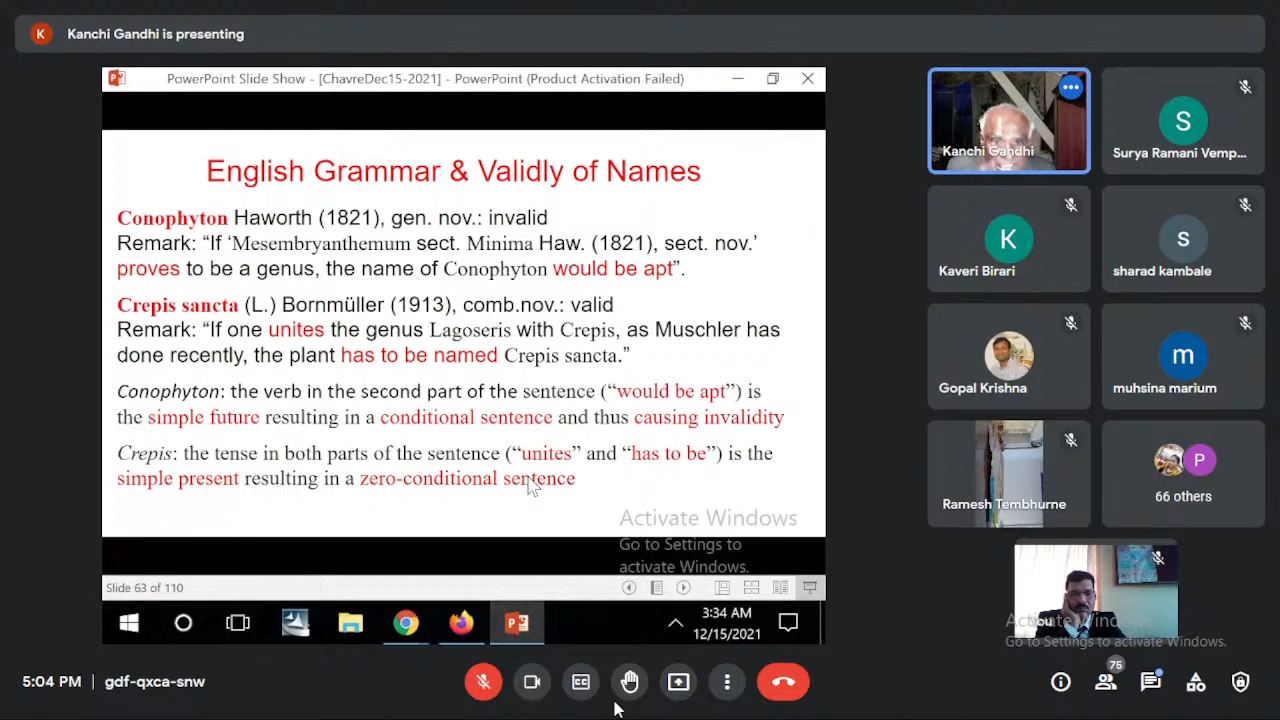 K Kanchi Gandhi is presenting
PowerPoint Slide Show - [ChavreDec15-2021] - PowerPoint (Product Activation Failed)
English Grammar & Validly of Names
Conophyton Haworth (1821), gen. nov.: invalid
Remark: “If ‘Mesembryanthemum sect. Minima Haw. (1821), sect. nov.’
proves to be a genus, the name of Conophyton would be apt”.
Crepis sancta (L.) Bornmüller (1913), comb.nov.: valid
Remark: “If one unites the genus Lagoseris with Crepis, as Muschler has
done recently, the plant has to be named Crepis sancta.”
Conophyton: the verb in the second part of the sentence (“would be apt”) is
the simple future resulting in a conditional sentence and thus causing invalidity
Crepis: the tense in both parts of the sentence (“unites” and “has to be”) is the
simple present resulting in a zero-conditional sentence
Activate Windows
Go to Settings to
activate Windows.
Slide 63 of 110
3:34 AM
12/15/2021
Kanchi Gandhi
S
Surya Ramani Vemp...
K
Kaveri Birari
s
sharad kambale
Gopal Krishna
m
muhsina marium
Ramesh Tembhurne
P
66 others
You
Activate Windows
Go to Settings to activate Windows.
5:04 PM | gdf-qxca-snw
CC
75